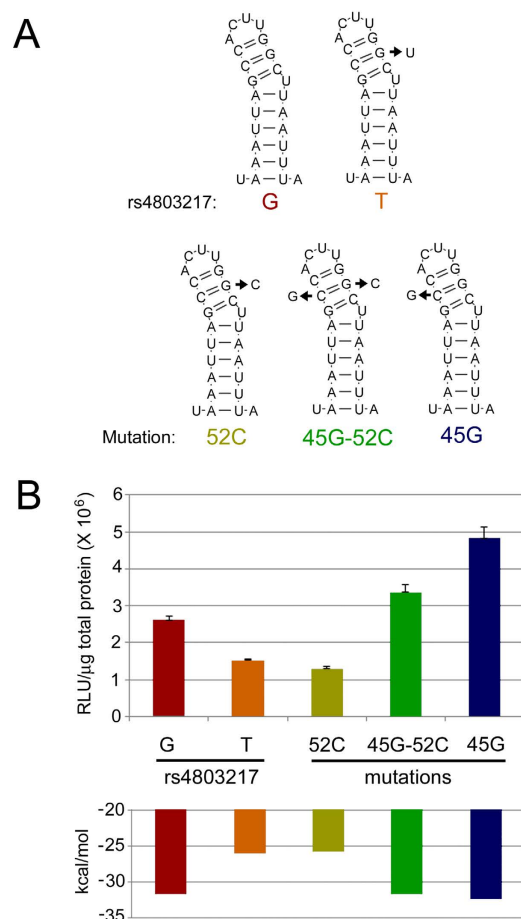 A
U A A A U U A G C C A C U U G G C U U A A U U U A
U A A A U U A G C C A C U U G G C U U A A U U U A
U
rs4803217: G T
U A A A U U A G C C A C U U G G C U U A A U U U A
C
U A A A U U A G C C A C U U G G C U U A A U U U A
G C
U A A A U U A G C C A C U U G G C U U A A U U U A
G
Mutation: 52C 45G-52C 45G
B
RLU/µg total protein (X 10⁶)
6
5
4
3
2
1
0
G T 52C 45G-52C 45G
rs4803217 mutations
kcal/mol
-20
-25
-30
-35